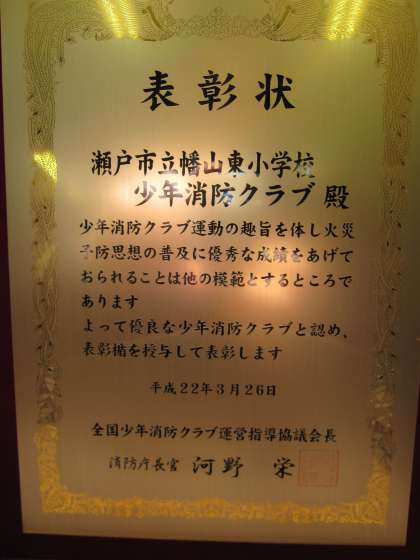 表彰状
瀬戸市立幡山東小学校
少年消防クラブ 殿
少年消防クラブ運動の趣旨を体し火災
予防思想の普及に優秀な成績をあげて
おられることは他の模範とするところで
あります
よって優良な少年消防クラブと認め、
表彰楯を授与して表彰します
平成22年3月26日
全国少年消防クラブ運営指導協議会長
消防庁長官 河野 栄